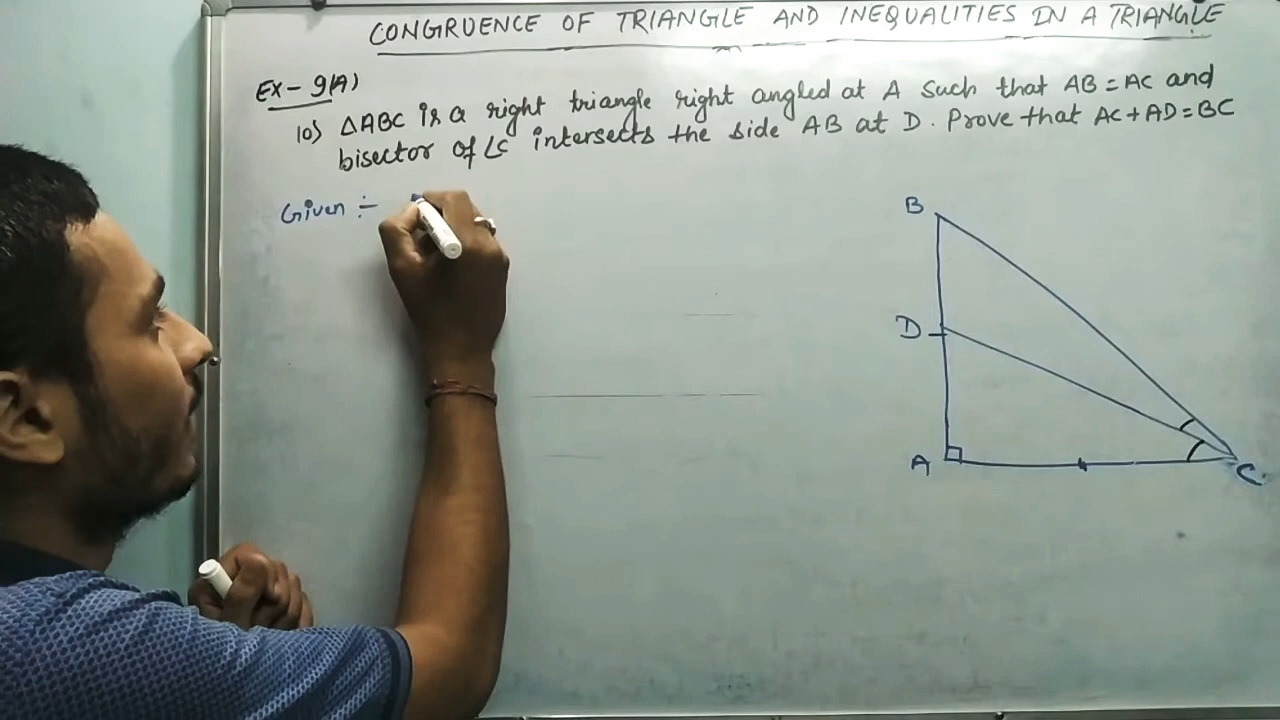 CONGRUENCE OF TRIANGLE AND INEQUALITIES IN A TRIANGLE
EX - 9(A)
10) △ABC is a right triangle right angled at A such that AB = AC and
bisector of ∠C intersects the side AB at D. Prove that AC + AD = BC
Given :-
B
D
A
C